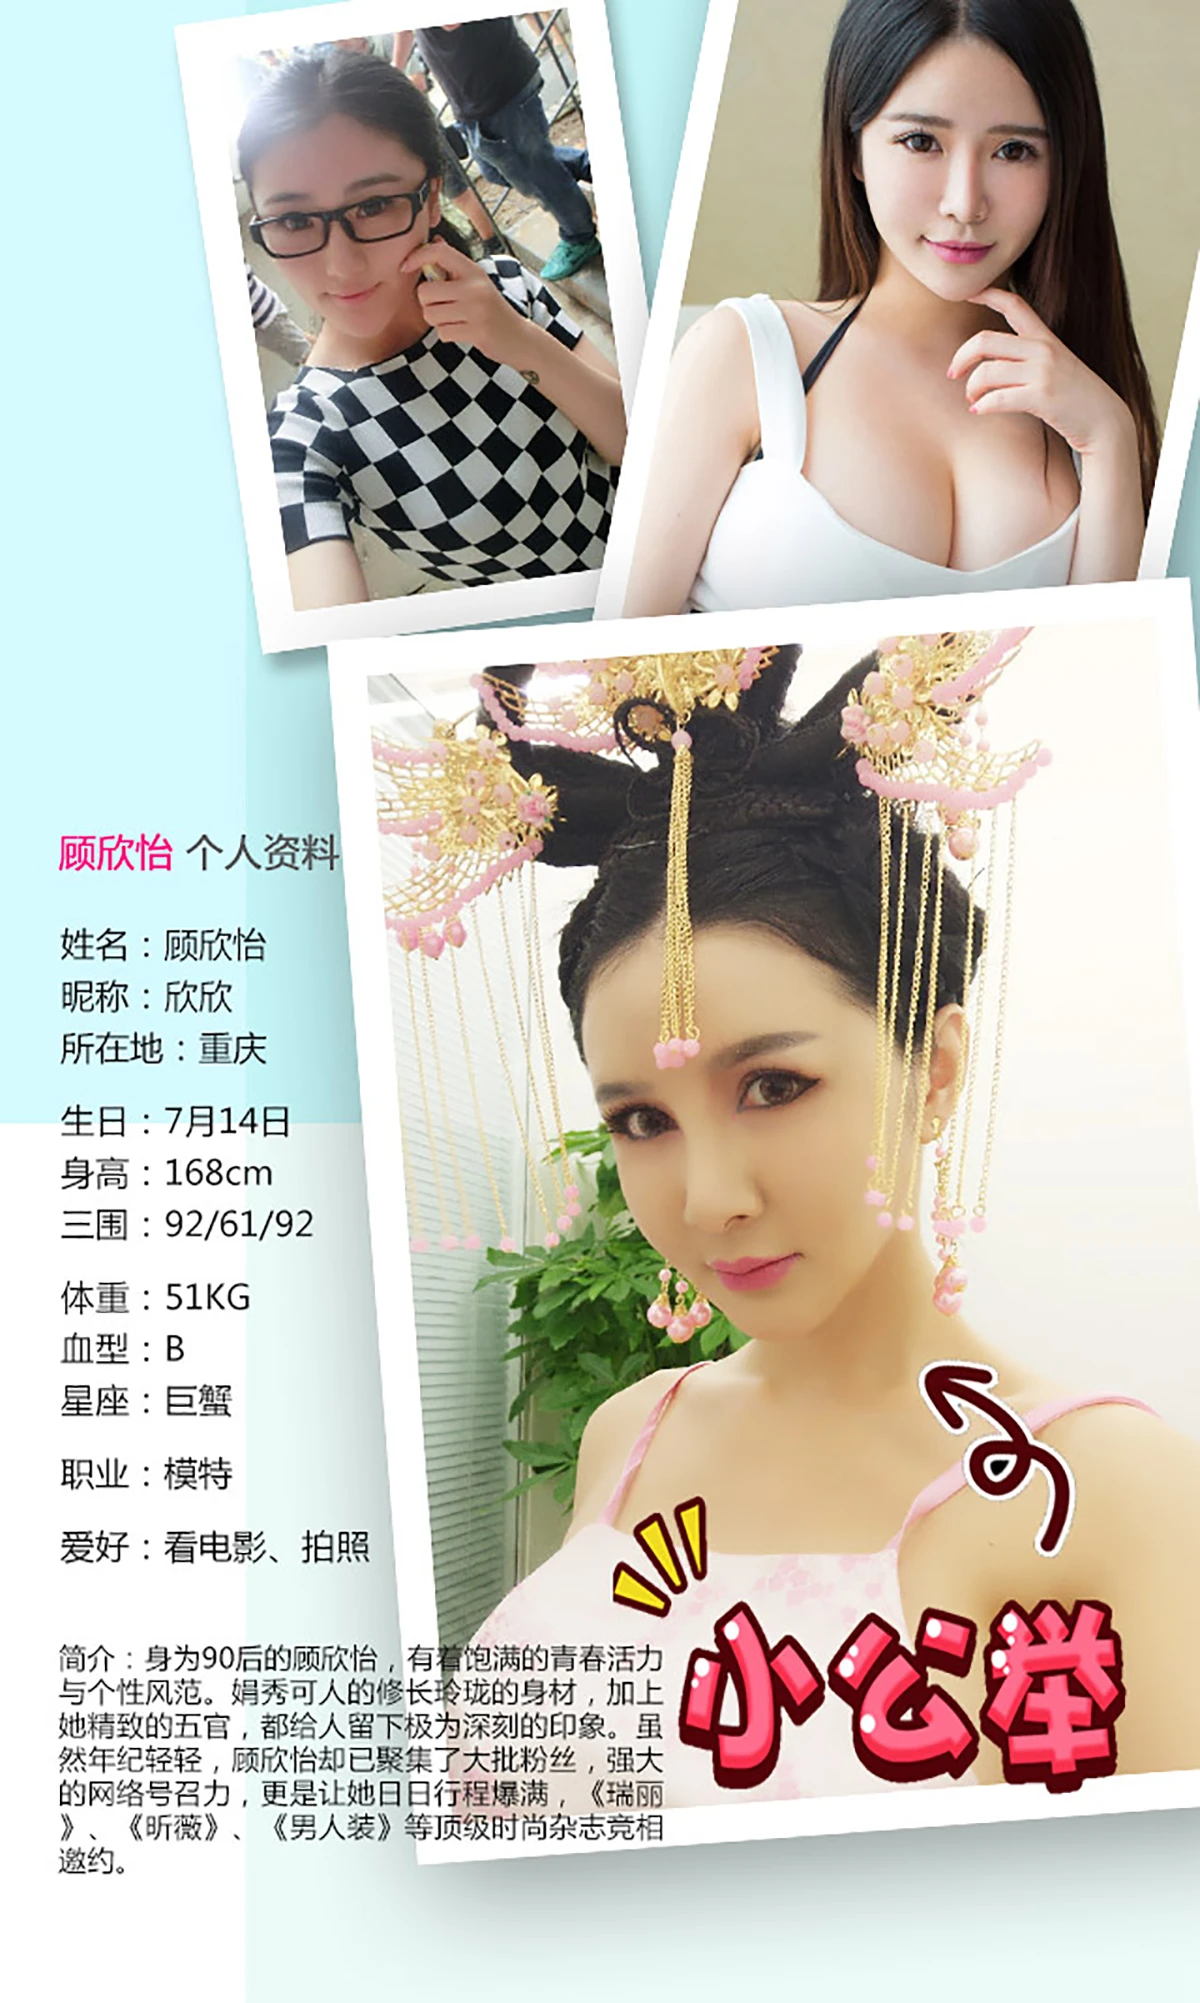 顾欣怡 个人资料
姓名：顾欣怡
昵称：欣欣
所在地：重庆
生日：7月14日
身高：168cm
三围：92/61/92
体重：51KG
血型：B
星座：巨蟹
职业：模特
爱好：看电影、拍照
简介：身为90后的顾欣怡，有着饱满的青春活力
与个性风范。娟秀可人的修长玲珑的身材，加上
她精致的五官，都给人留下极为深刻的印象。虽
然年纪轻轻，顾欣怡却已聚集了大批粉丝，强大
的网络号召力，更是让她日日行程爆满，《瑞丽
》、《昕薇》、《男人装》等顶级时尚杂志竞相
邀约。
小公举